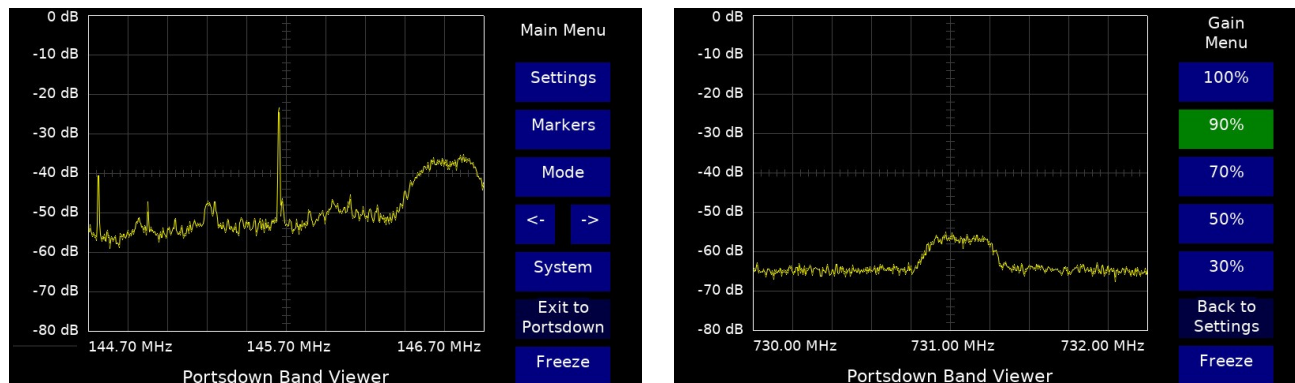 0 dB
-10 dB
-20 dB
-30 dB
-40 dB
-50 dB
-60 dB
-70 dB
-80 dB
144.70 MHz 145.70 MHz 146.70 MHz
Portsdown Band Viewer
Main Menu
Settings
Markers
Mode
<- ->
System
Exit to
Portsdown
Freeze
0 dB
-10 dB
-20 dB
-30 dB
-40 dB
-50 dB
-60 dB
-70 dB
-80 dB
730.00 MHz 731.00 MHz 732.00 MHz
Portsdown Band Viewer
Gain
Menu
100%
90%
70%
50%
30%
Back to
Settings
Freeze